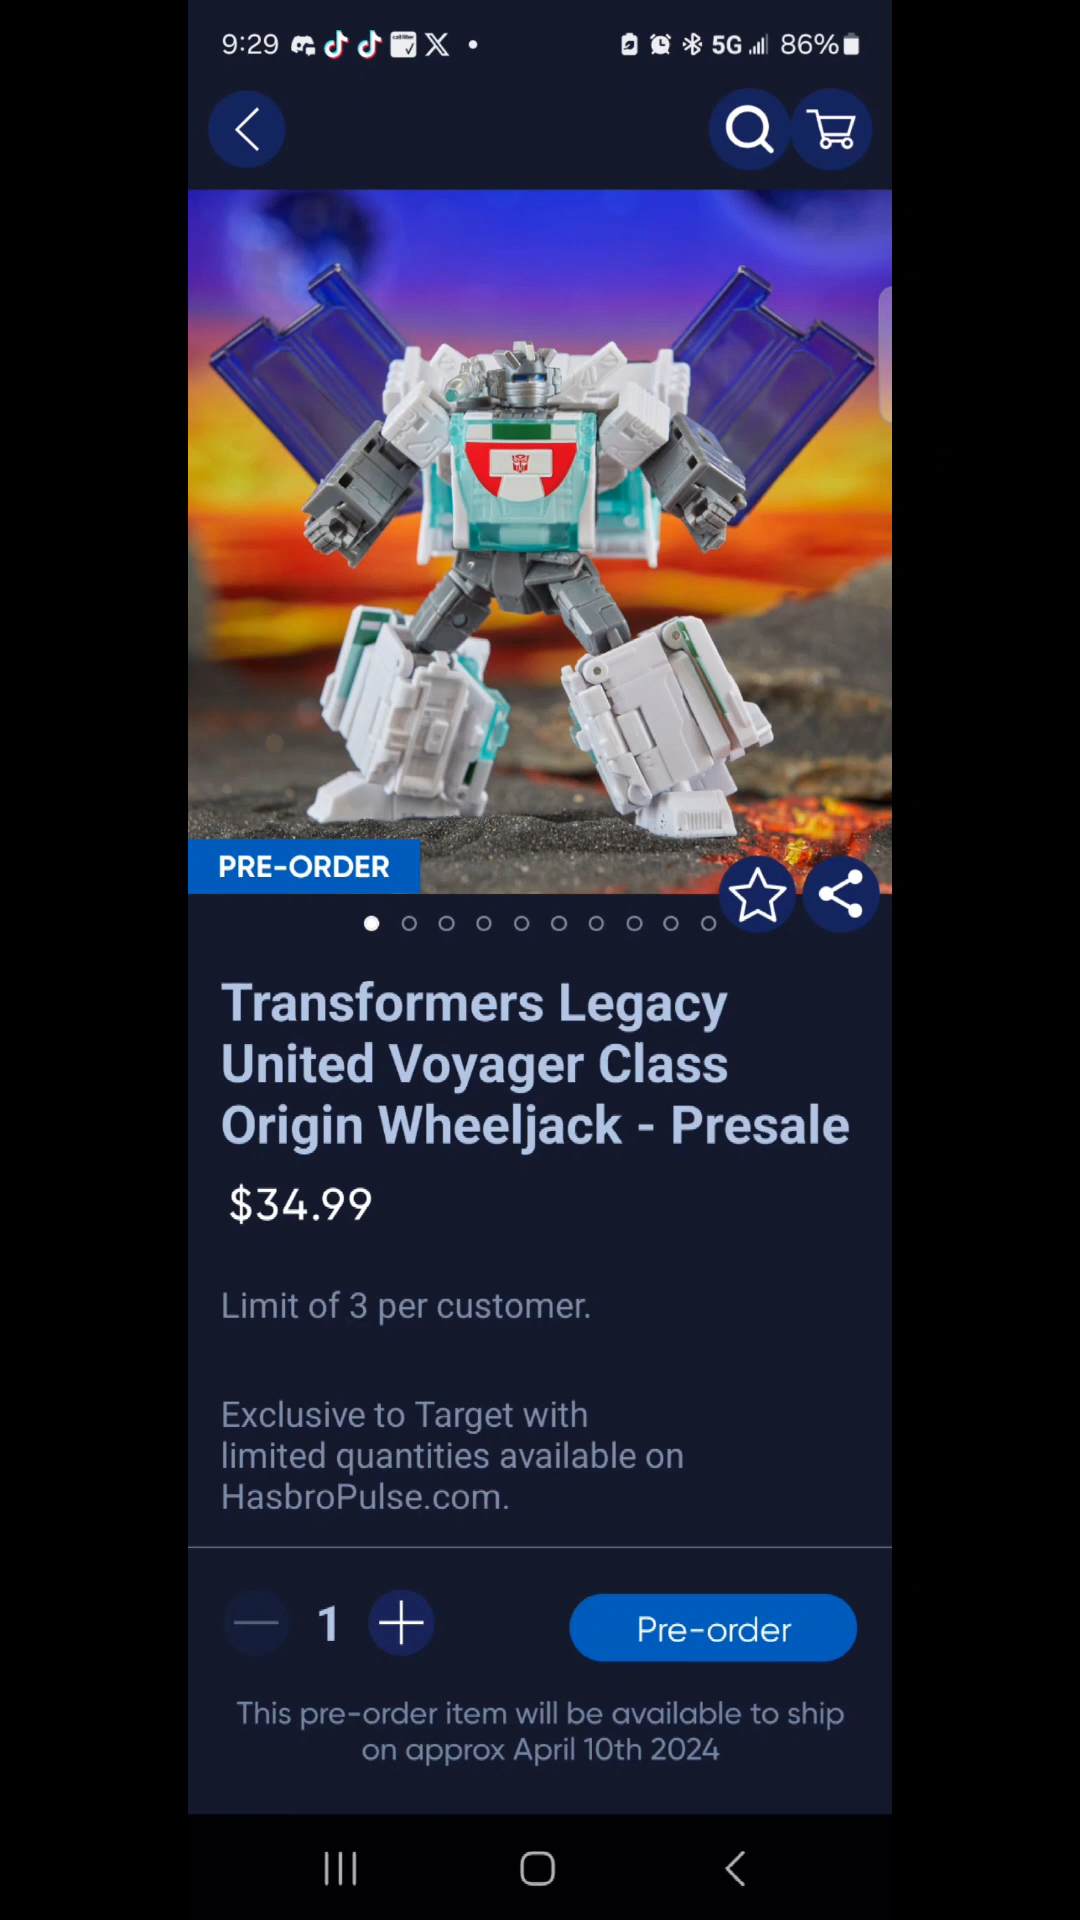 9:29
5G 86%
PRE-ORDER
Transformers Legacy
United Voyager Class
Origin Wheeljack - Presale
$34.99
Limit of 3 per customer.
Exclusive to Target with
limited quantities available on
HasbroPulse.com.
1
Pre-order
This pre-order item will be available to ship
on approx April 10th 2024